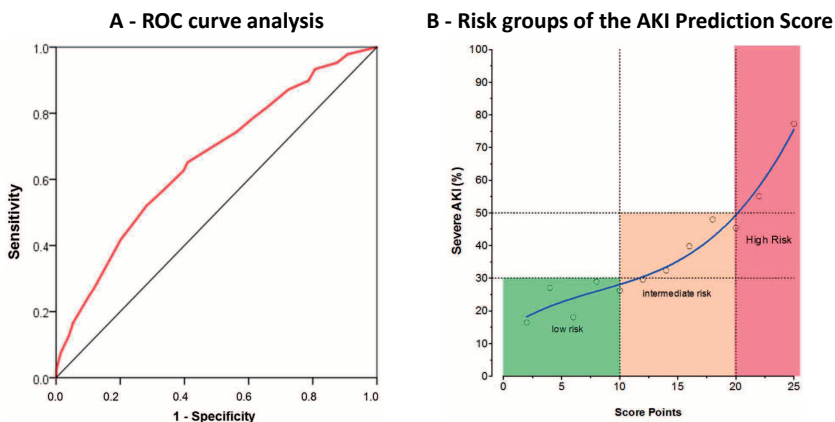 A - ROC curve analysis
1.0
0.8
0.6
0.4
0.2
0.0
Sensitivity
0.0 0.2 0.4 0.6 0.8 1.0
1 - Specificity
B - Risk groups of the AKI Prediction Score
100
90
80
70
60
50
40
30
20
10
0
Severe AKI (%)
High Risk
intermediate risk
low risk
0 5 10 15 20 25
Score Points